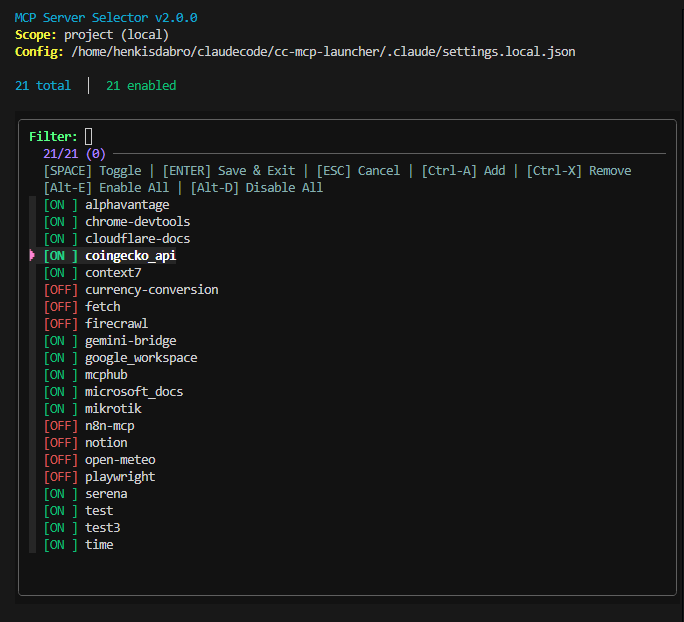 MCP Server Selector v2.0.0
Scope: project (local)
Config: /home/henkisdabro/claudecode/cc-mcp-launcher/.claude/settings.local.json
21 total │ 21 enabled
Filter:
21/21 (0)
[SPACE] Toggle | [ENTER] Save & Exit | [ESC] Cancel | [Ctrl-A] Add | [Ctrl-X] Remove
[Alt-E] Enable All | [Alt-D] Disable All
[ON ] alphavantage
[ON ] chrome-devtools
[ON ] cloudflare-docs
[ON ] coingecko_api
[ON ] context7
[OFF] currency-conversion
[OFF] fetch
[OFF] firecrawl
[ON ] gemini-bridge
[ON ] google_workspace
[ON ] mcphub
[ON ] microsoft_docs
[ON ] mikrotik
[OFF] n8n-mcp
[OFF] notion
[OFF] open-meteo
[OFF] playwright
[ON ] serena
[ON ] test
[ON ] test3
[ON ] time